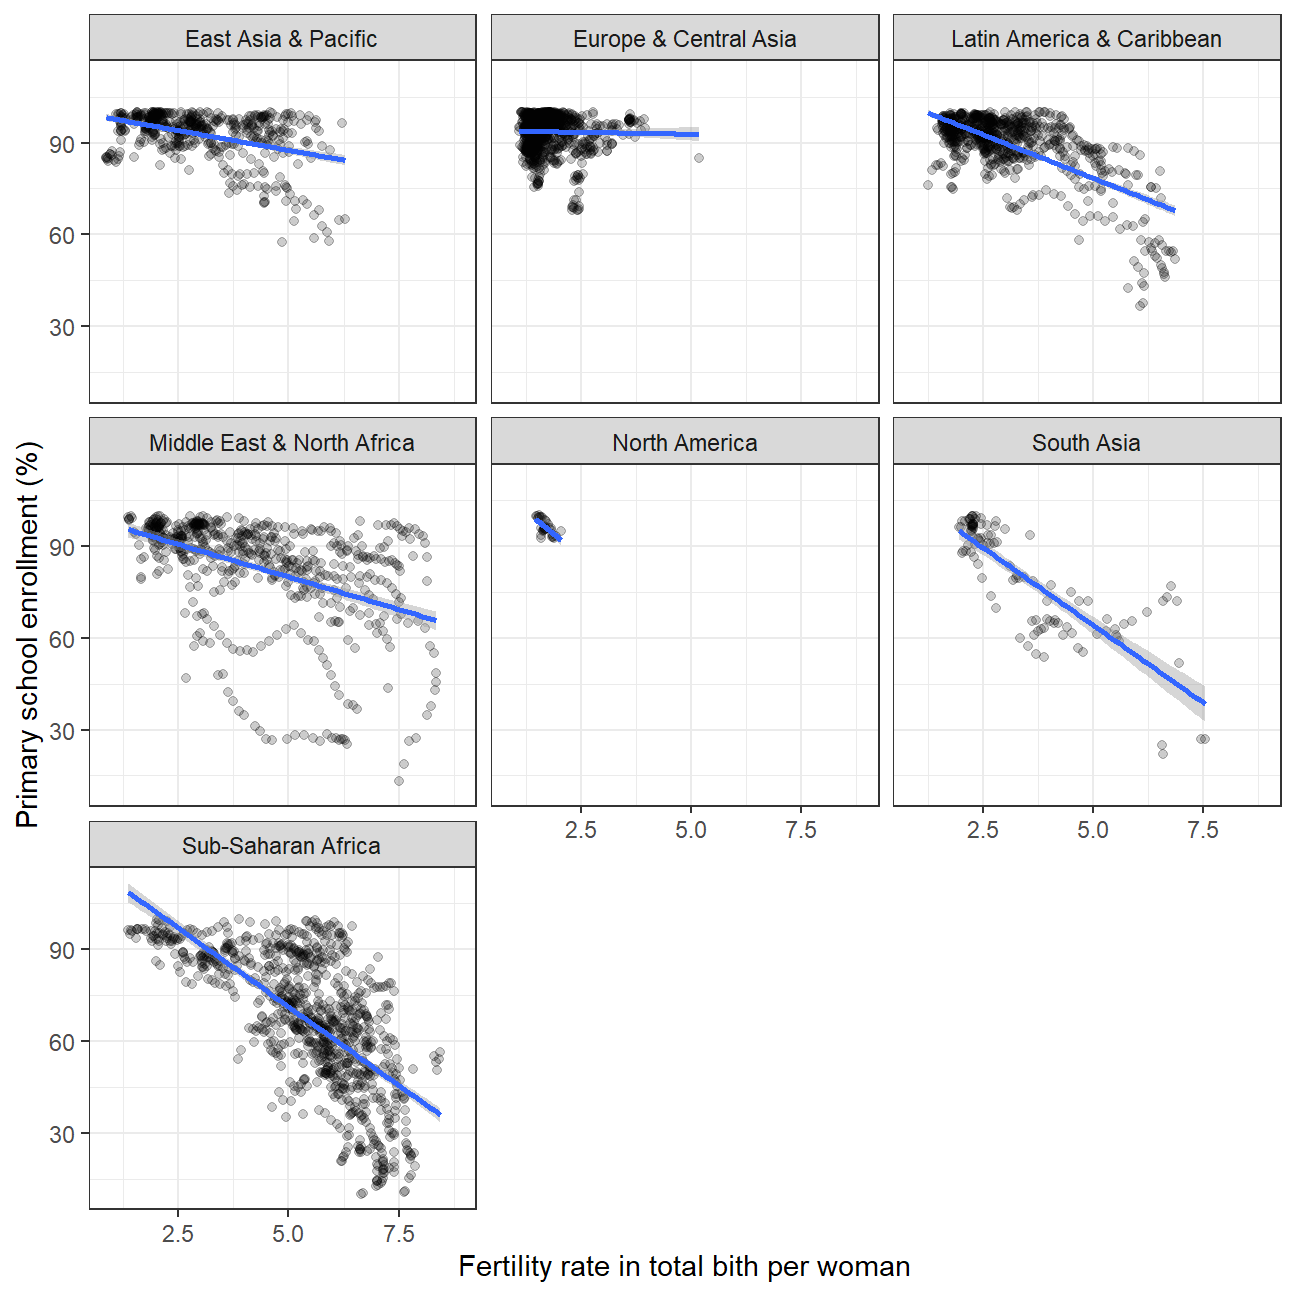 East Asia & Pacific
Europe & Central Asia
Latin America & Caribbean
90
60
30
Middle East & North Africa
North America
South Asia
90
60
30
2.5 5.0 7.5
2.5 5.0 7.5
Sub-Saharan Africa
90
60
30
2.5 5.0 7.5
Primary school enrollment (%)
Fertility rate in total bith per woman